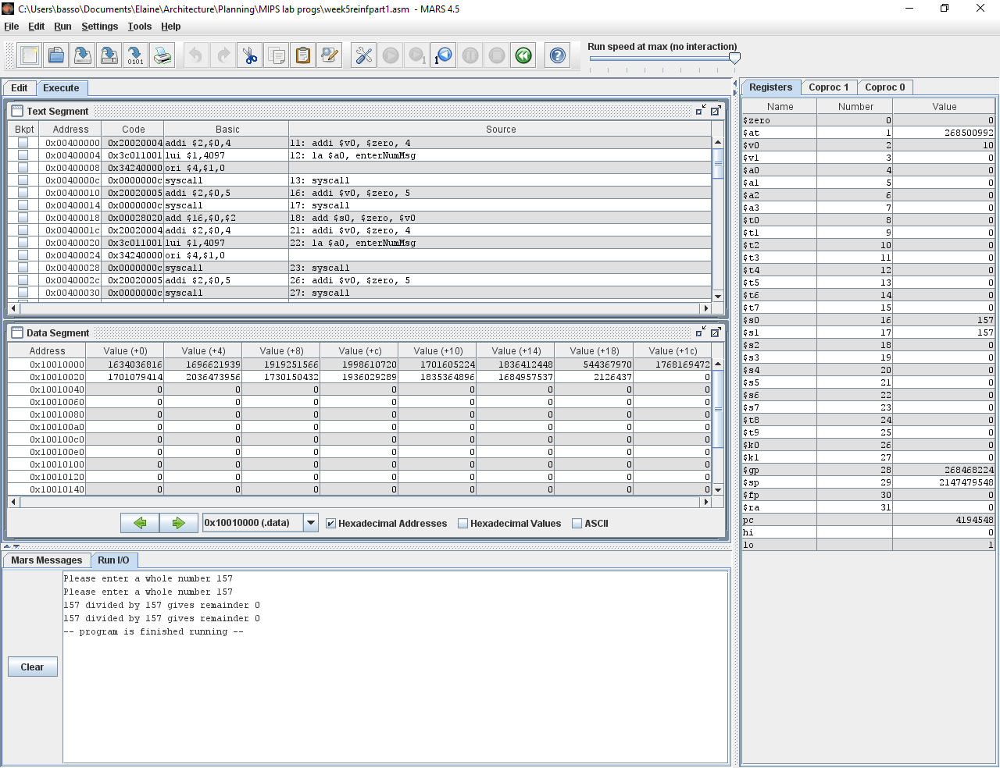 C:\Users\basso\Documents\Elaine\Architecture\Planning\MIPS lab progs\week5reinfpart1.asm - MARS 4.5
File Edit Run Settings Tools Help
Run speed at max (no interaction)
Edit Execute
Text Segment
Bkpt Address Code Basic Source
0x00400000 0x20020004 addi $2,$0,4 11: addi $v0, $zero, 4
0x00400004 0x3c011001 lui $1,4097 12: la $a0, enterNumMsg
0x00400008 0x34240000 ori $4,$1,0
0x0040000c 0x0000000c syscall 13: syscall
0x00400010 0x20020005 addi $2,$0,5 16: addi $v0, $zero, 5
0x00400014 0x0000000c syscall 17: syscall
0x00400018 0x00028020 add $16,$0,$2 18: add $s0, $zero, $v0
0x0040001c 0x20020004 addi $2,$0,4 21: addi $v0, $zero, 4
0x00400020 0x3c011001 lui $1,4097 22: la $a0, enterNumMsg
0x00400024 0x34240000 ori $4,$1,0
0x00400028 0x0000000c syscall 23: syscall
0x0040002c 0x20020005 addi $2,$0,5 26: addi $v0, $zero, 5
0x00400030 0x0000000c syscall 27: syscall
Data Segment
Address Value (+0) Value (+4) Value (+8) Value (+c) Value (+10) Value (+14) Value (+18) Value (+1c)
0x10010000 1634036816 1696621939 1919251566 1998610720 1701605224 1836412448 544367970 1768169472
0x10010020 1701079414 2036473956 1730150432 1936029289 1835364896 1684957537 2126437 0
0x10010040 0 0 0 0 0 0 0 0
0x10010060 0 0 0 0 0 0 0 0
0x10010080 0 0 0 0 0 0 0 0
0x100100a0 0 0 0 0 0 0 0 0
0x100100c0 0 0 0 0 0 0 0 0
0x100100e0 0 0 0 0 0 0 0 0
0x10010100 0 0 0 0 0 0 0 0
0x10010120 0 0 0 0 0 0 0 0
0x10010140 0 0 0 0 0 0 0 0
0x10010000 (.data) Hexadecimal Addresses Hexadecimal Values ASCII
Mars Messages Run I/O
Please enter a whole number 157
Please enter a whole number 157
157 divided by 157 gives remainder 0
157 divided by 157 gives remainder 0
-- program is finished running --
Clear
Registers Coproc 1 Coproc 0
Name Number Value
$zero 0 0
$at 1 268500992
$v0 2 10
$v1 3 0
$a0 4 0
$a1 5 0
$a2 6 0
$a3 7 0
$t0 8 0
$t1 9 0
$t2 10 0
$t3 11 0
$t4 12 0
$t5 13 0
$t6 14 0
$t7 15 0
$s0 16 157
$s1 17 157
$s2 18 0
$s3 19 0
$s4 20 0
$s5 21 0
$s6 22 0
$s7 23 0
$t8 24 0
$t9 25 0
$k0 26 0
$k1 27 0
$gp 28 268468224
$sp 29 2147479548
$fp 30 0
$ra 31 0
pc 4194548
hi 0
lo 1